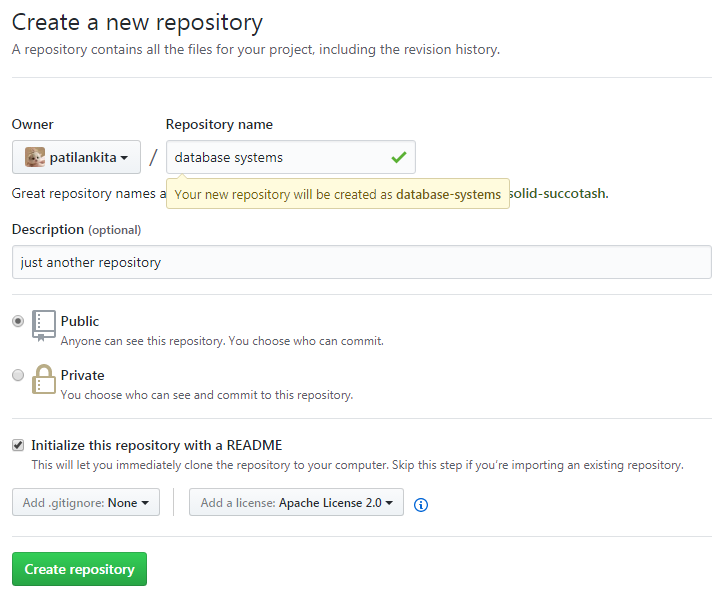 Create a new repository
A repository contains all the files for your project, including the revision history.
Owner Repository name
patilankita / database systems
Great repository names a
Your new repository will be created as database-systems
solid-succotash.
Description (optional)
just another repository
Public
Anyone can see this repository. You choose who can commit.
Private
You choose who can see and commit to this repository.
Initialize this repository with a README
This will let you immediately clone the repository to your computer. Skip this step if you're importing an existing repository.
Add .gitignore: None Add a license: Apache License 2.0
Create repository